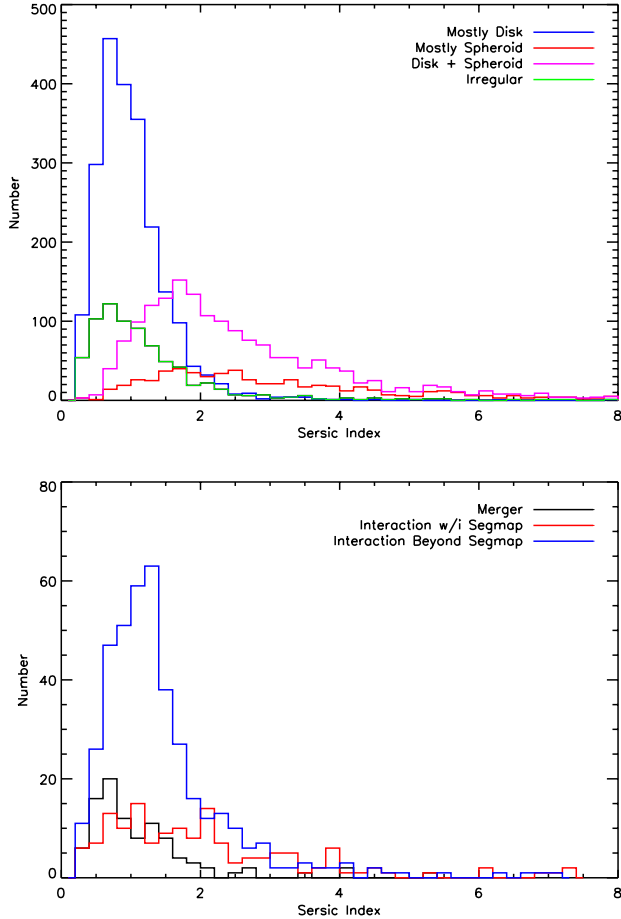 500
Mostly Disk
Mostly Spheroid
Disk + Spheroid
Irregular
400
300
200
100
0
Number
0 2 4 6 8
Sersic Index
80
Merger
Interaction w/i Segmap
Interaction Beyond Segmap
60
40
20
0
Number
0 2 4 6 8
Sersic Index